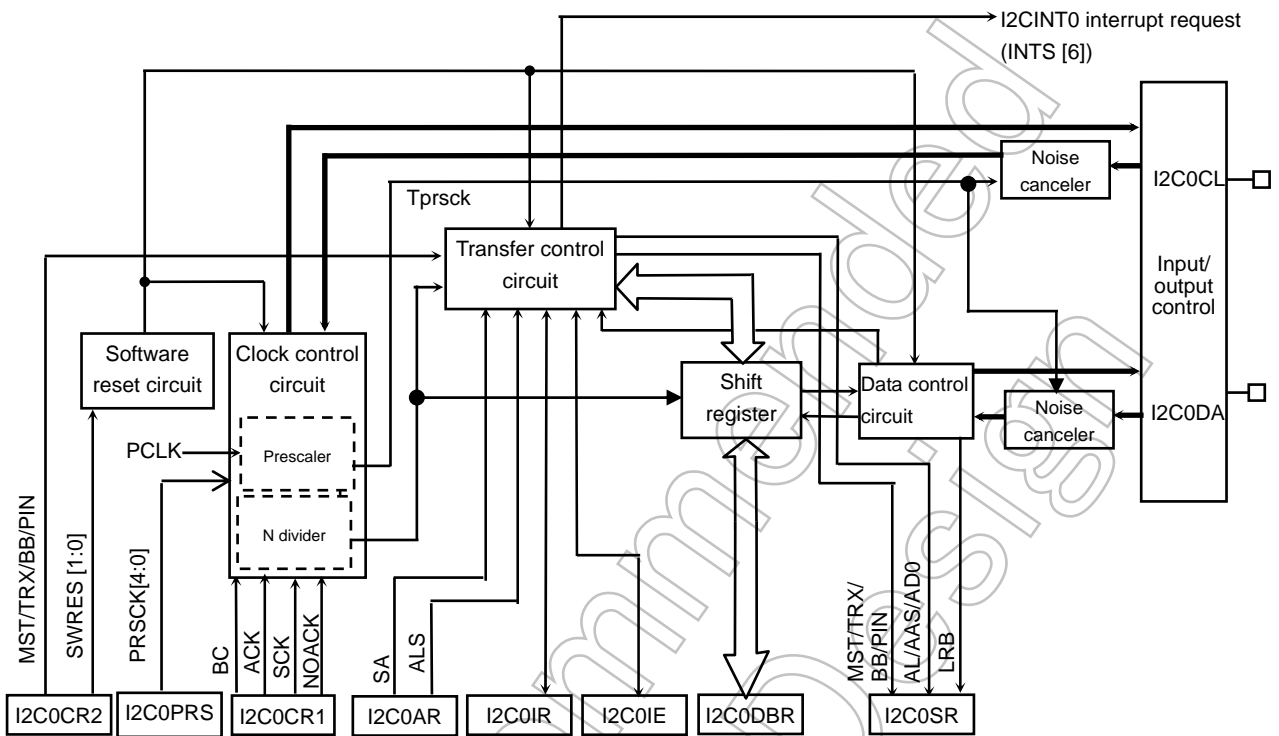 I2CINT0 interrupt request
(INTS [6])
Noise
canceler
I2C0CL
Tprsck
Transfer control
circuit
Input/
output
control
Software
reset circuit
Clock control
circuit
Shift
register
Data control
circuit
Noise
canceler
I2C0DA
PCLK
Prescaler
N divider
MST/TRX/BB/PIN
SWRES [1:0]
PRSCK[4:0]
BC
ACK
SCK
NOACK
SA
ALS
MST/TRX/
BB/PIN
AL/AAS/AD0
LRB
I2C0CR2
I2C0PRS
I2C0CR1
I2C0AR
I2C0IR
I2C0IE
I2C0DBR
I2C0SR
ommended
Design